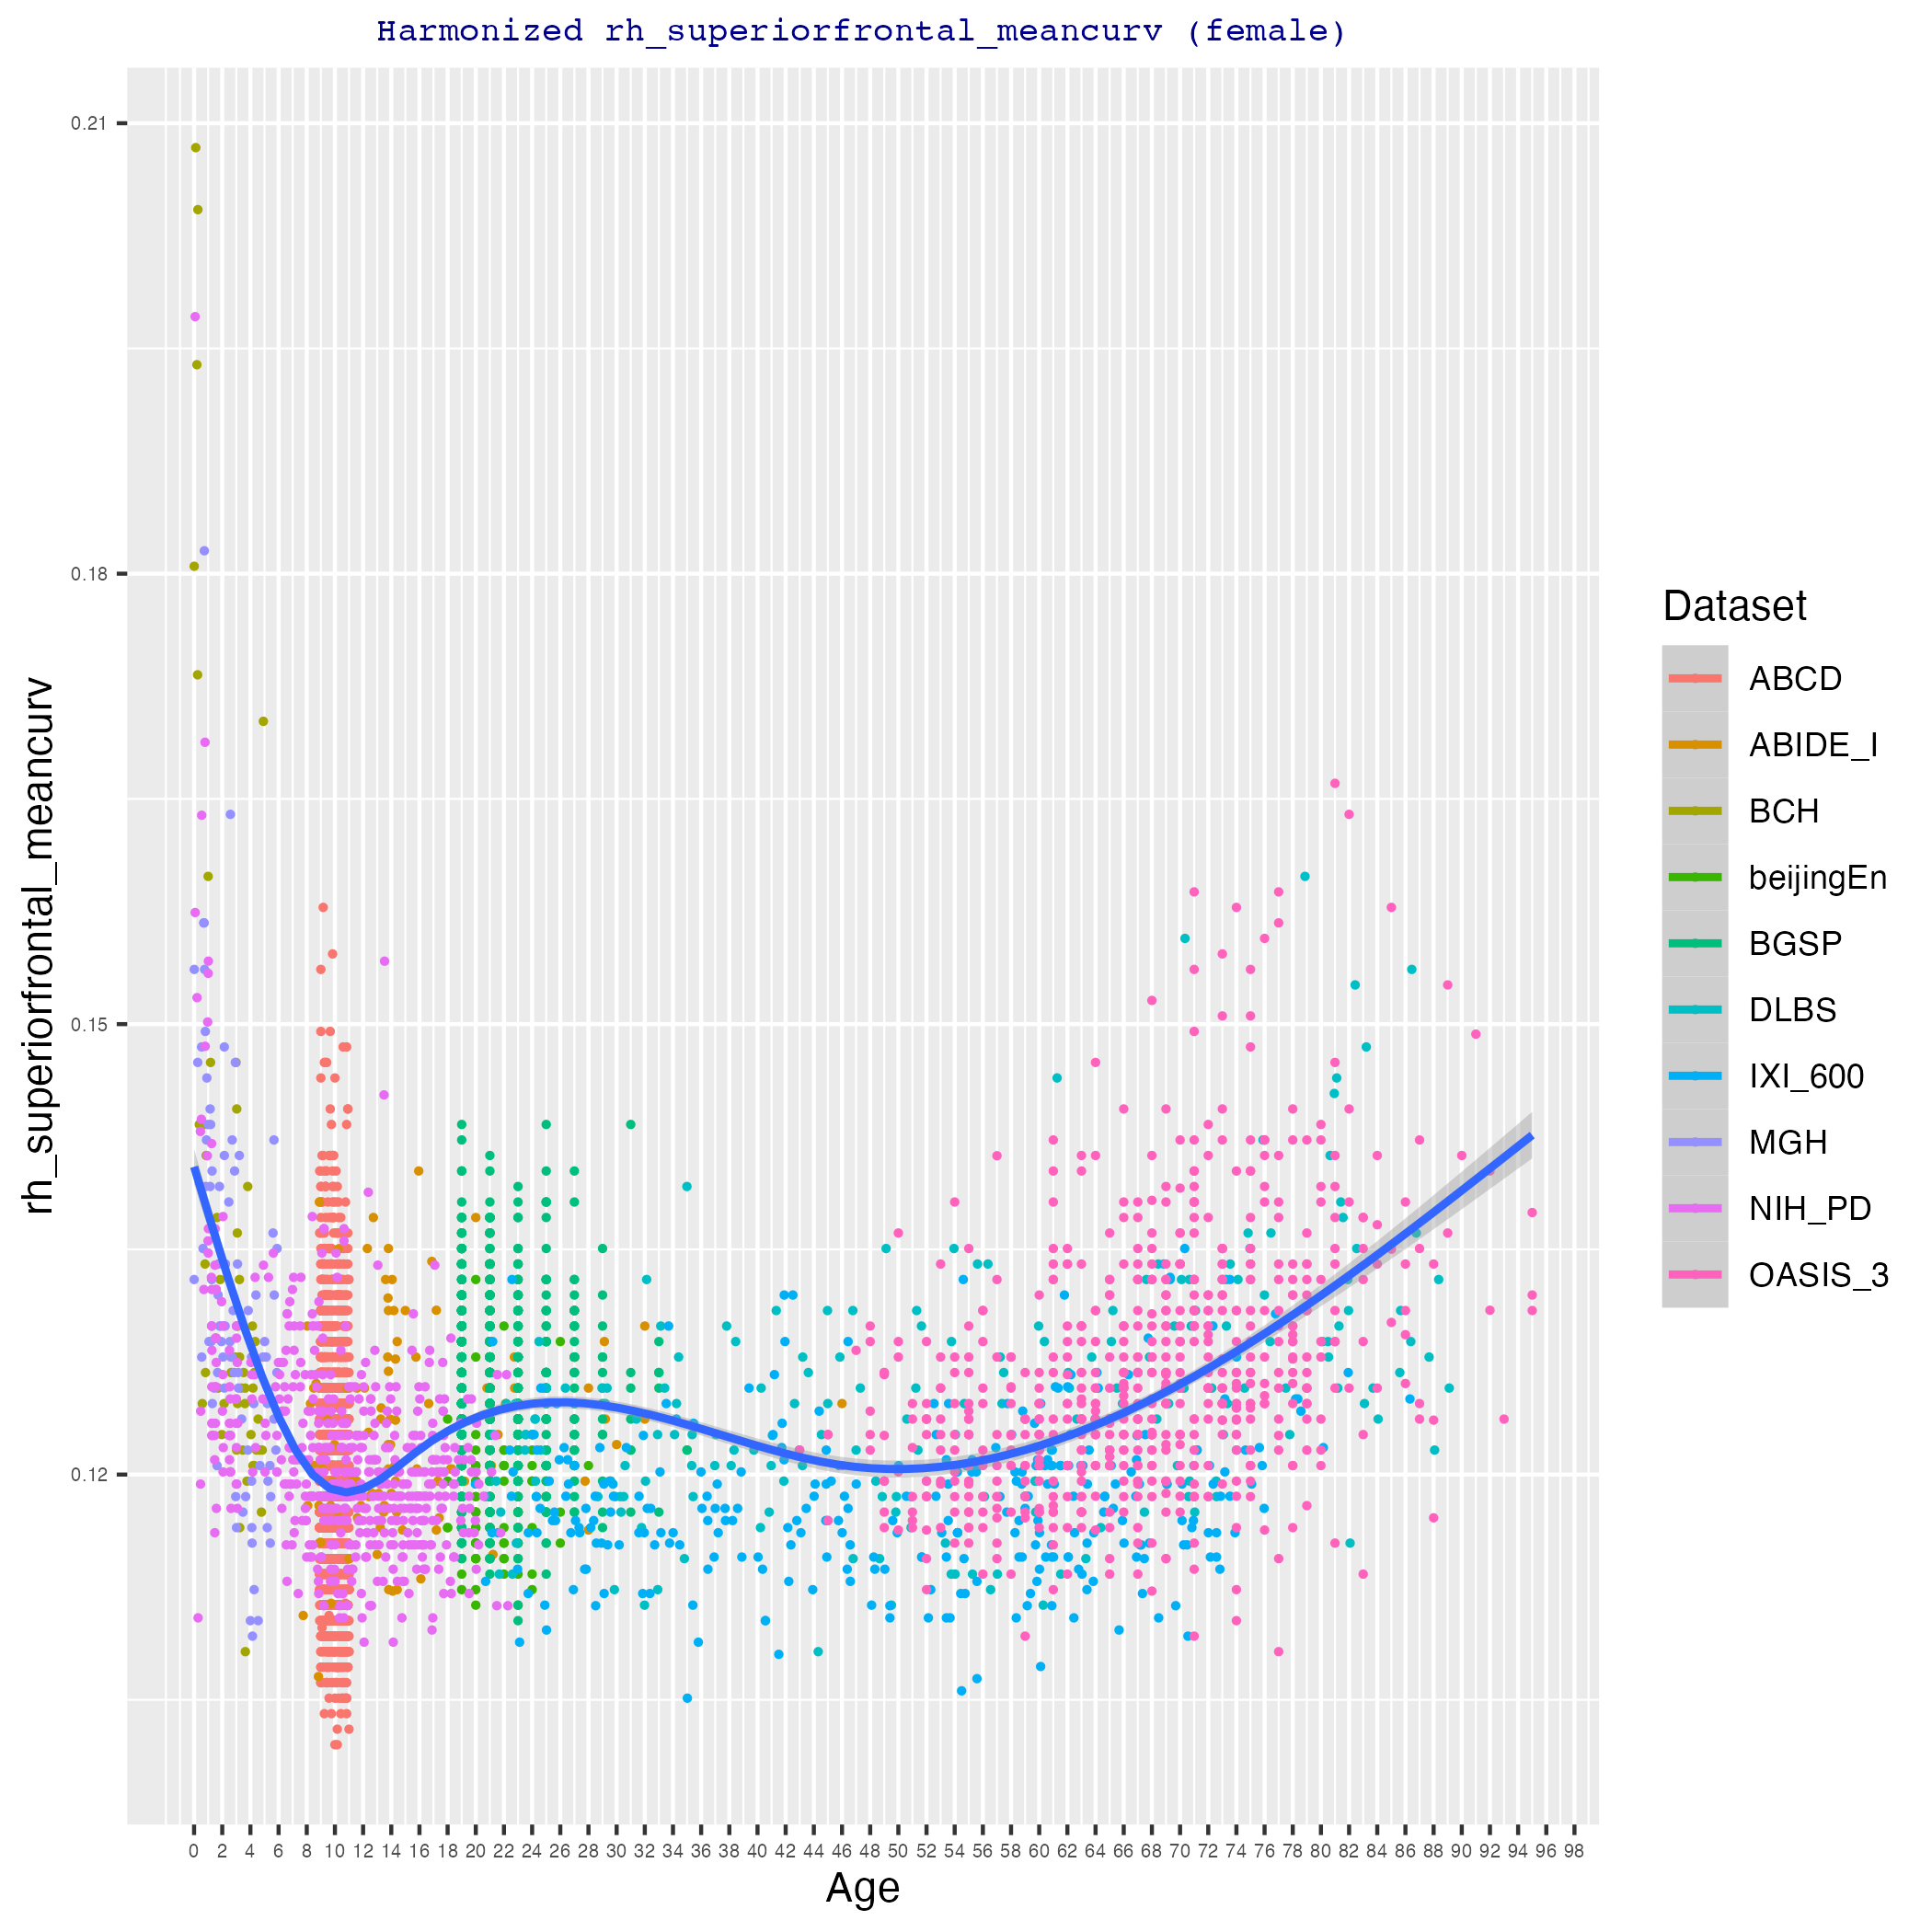 Harmonized rh_superiorfrontal_meancurv (female)
rh_superiorfrontal_meancurv
0.21
0.18
0.15
0.12
0 2 4 6 8 10 12 14 16 18 20 22 24 26 28 30 32 34 36 38 40 42 44 46 48 50 52 54 56 58 60 62 64 66 68 70 72 74 76 78 80 82 84 86 88 90 92 94 96 98
Age
Dataset
ABCD
ABIDE_I
BCH
beijingEn
BGSP
DLBS
IXI_600
MGH
NIH_PD
OASIS_3